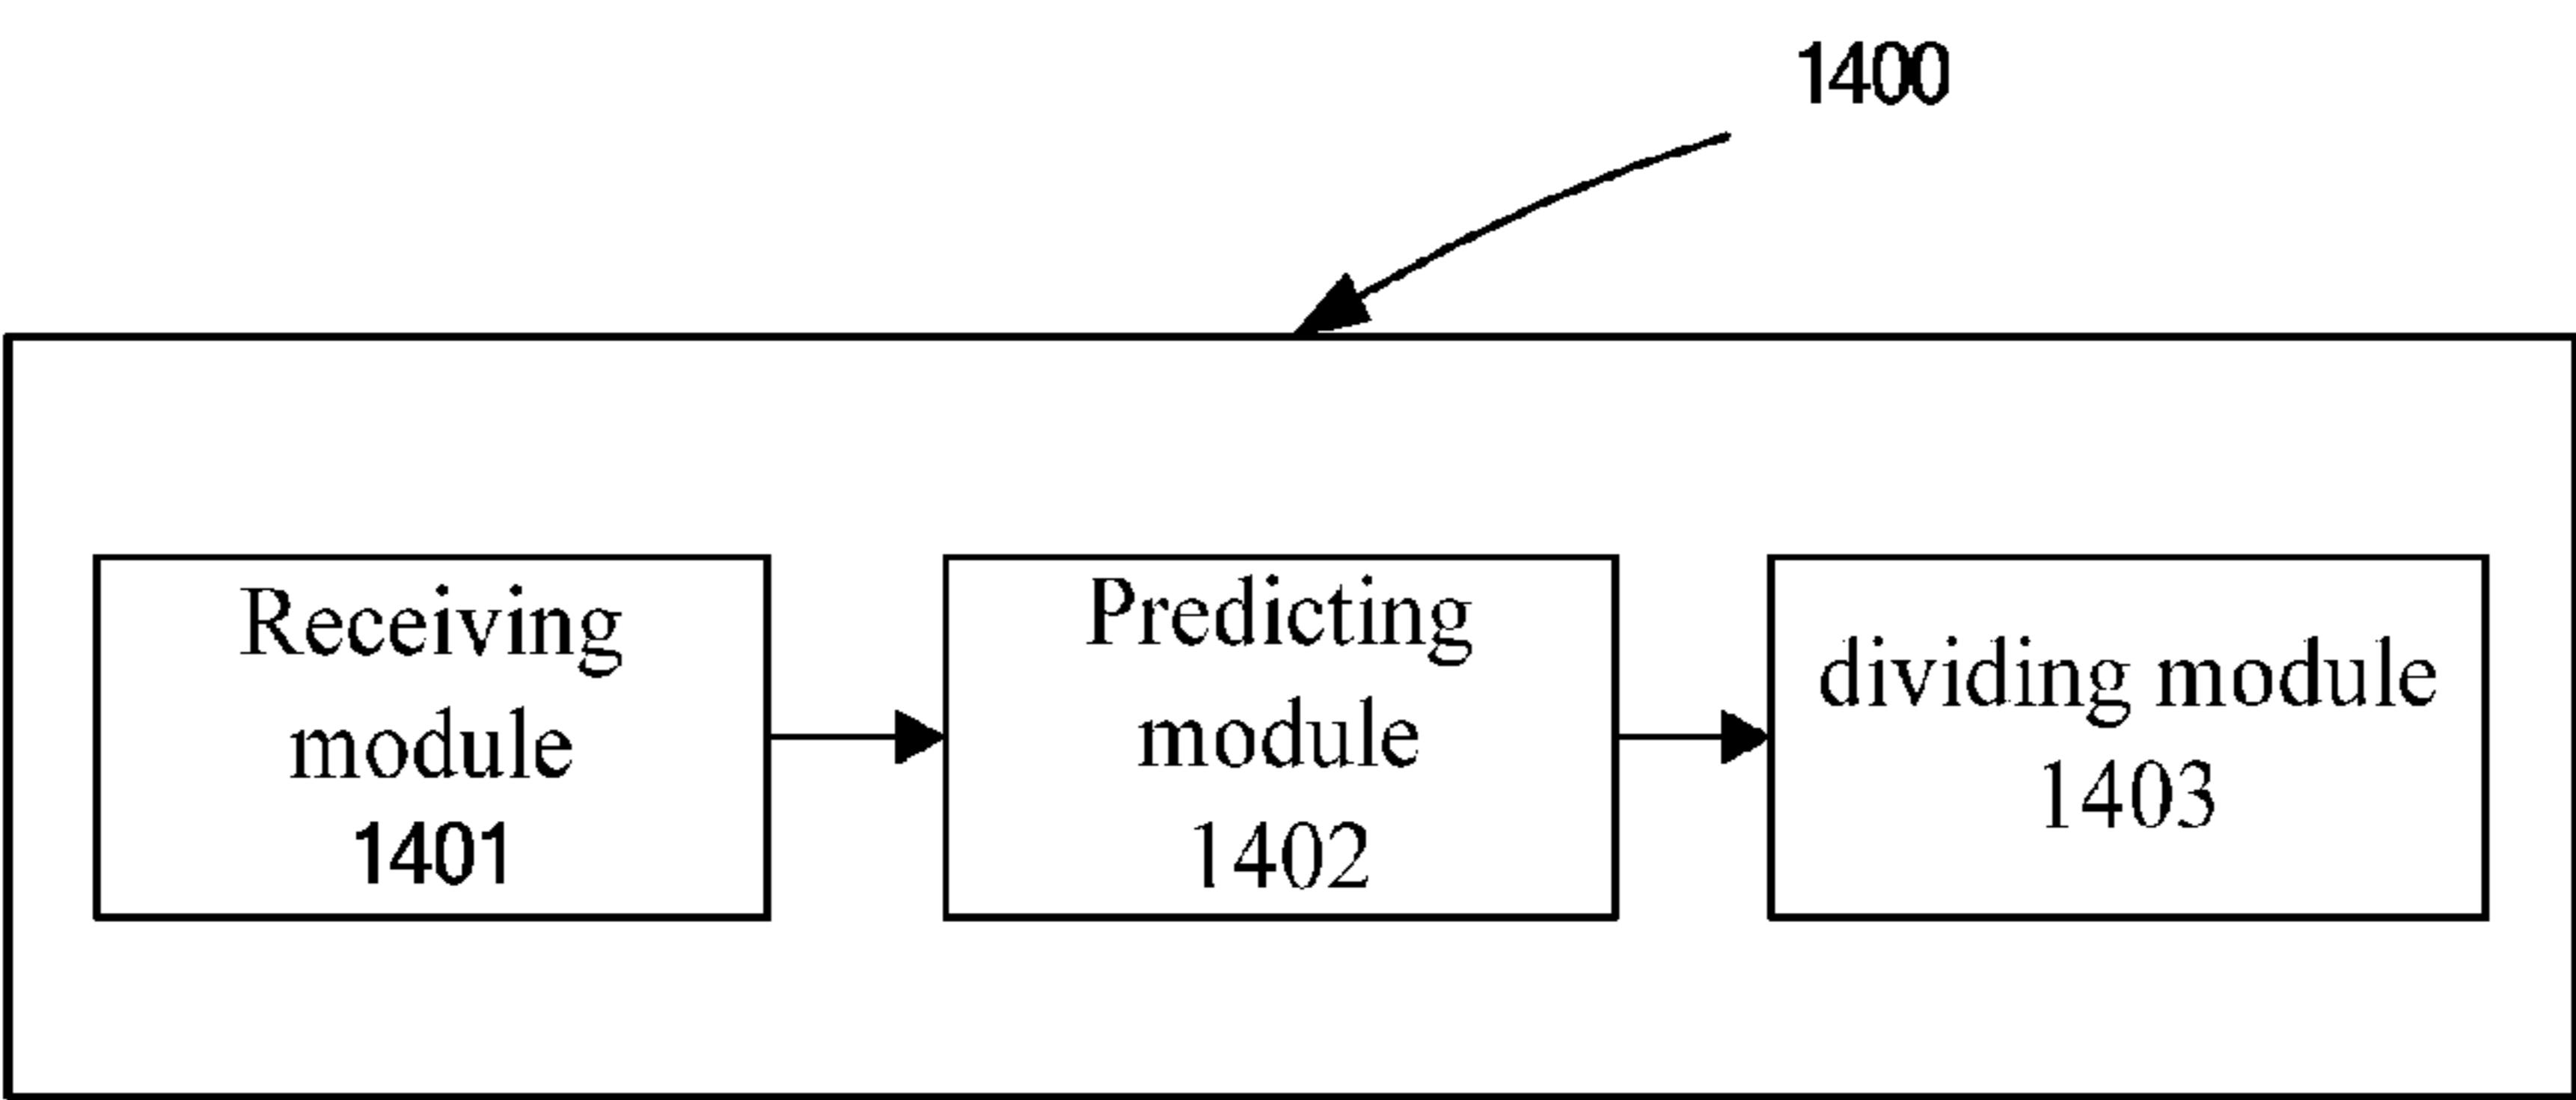 1400
Receiving
module
1401
Predicting
module
1402
dividing module
1403